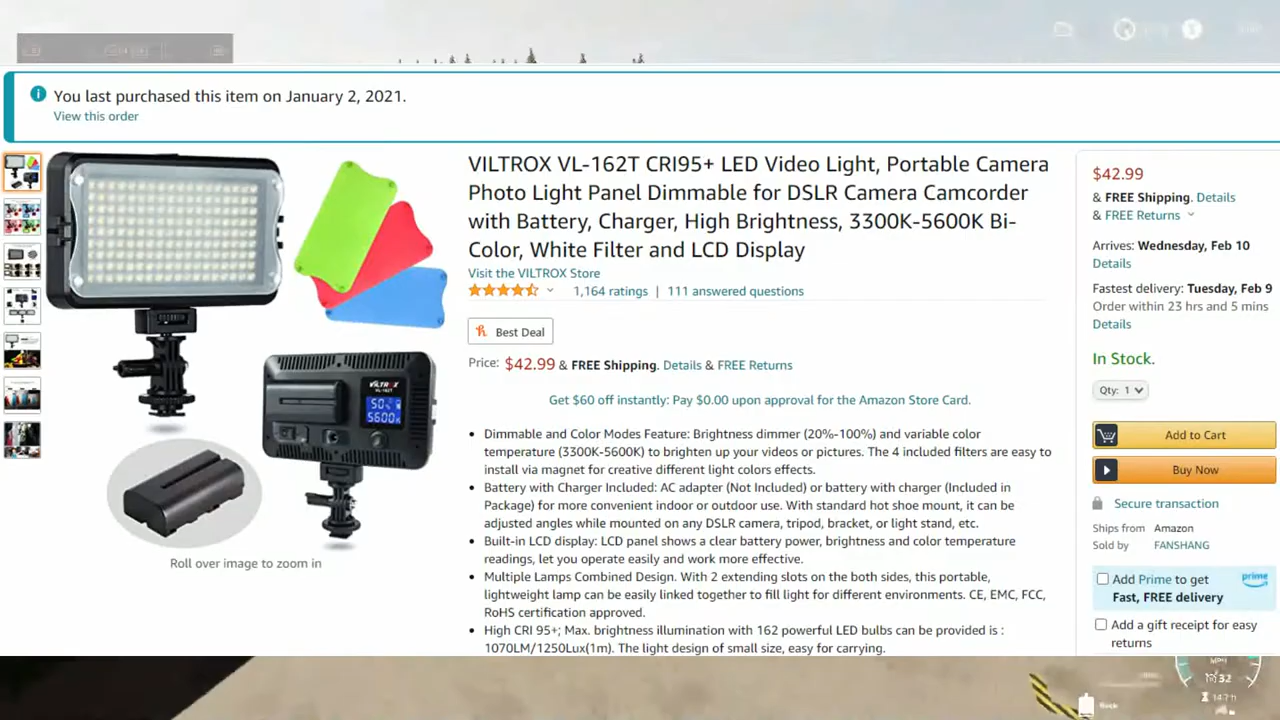 You last purchased this item on January 2, 2021.
View this order
VILTROX VL-162T CRI95+ LED Video Light, Portable Camera
Photo Light Panel Dimmable for DSLR Camera Camcorder
with Battery, Charger, High Brightness, 3300K-5600K Bi-
Color, White Filter and LCD Display
Visit the VILTROX Store
1,164 ratings | 111 answered questions
Best Deal
Price: $42.99 & FREE Shipping. Details & FREE Returns
Get $60 off instantly: Pay $0.00 upon approval for the Amazon Store Card.
• Dimmable and Color Modes Feature: Brightness dimmer (20%-100%) and variable color
temperature (3300K-5600K) to brighten up your videos or pictures. The 4 included filters are easy to
install via magnet for creative different light colors effects.
• Battery with Charger Included: AC adapter (Not Included) or battery with charger (Included in
Package) for more convenient indoor or outdoor use. With standard hot shoe mount, it can be
adjusted angles while mounted on any DSLR camera, tripod, bracket, or light stand, etc.
• Built-in LCD display: LCD panel shows a clear battery power, brightness and color temperature
readings, let you operate easily and work more effective.
• Multiple Lamps Combined Design. With 2 extending slots on the both sides, this portable,
lightweight lamp can be easily linked together to fill light for different environments. CE, EMC, FCC,
RoHS certification approved.
• High CRI 95+; Max. brightness illumination with 162 powerful LED bulbs can be provided is :
1070LM/1250Lux(1m). The light design of small size, easy for carrying.
VILTROX
VL-162T
50%
5600K
Roll over image to zoom in
$42.99
& FREE Shipping. Details
& FREE Returns
Arrives: Wednesday, Feb 10
Details
Fastest delivery: Tuesday, Feb 9
Order within 23 hrs and 5 mins
Details
In Stock.
Qty: 1
Add to Cart
Buy Now
Secure transaction
Ships from Amazon
Sold by FANSHANG
Add Prime to get
Fast, FREE delivery
prime
Add a gift receipt for easy
returns
MPH